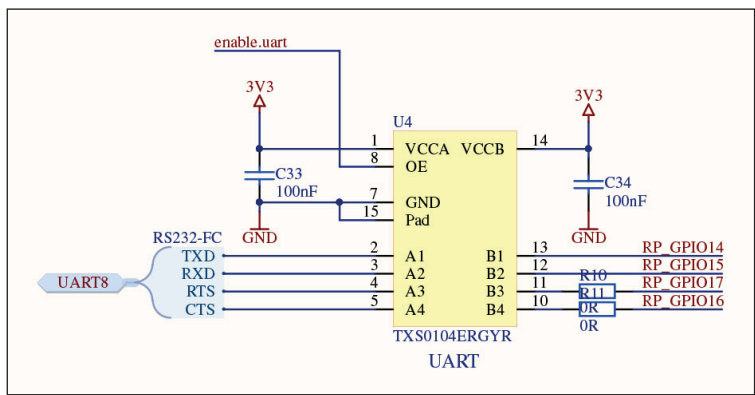 enable.uart
3V3
3V3
U4
1
VCCA
VCCB
14
8
OE
C33
100nF
C34
100nF
7
GND
15
Pad
GND
GND
RS232-FC
TXD
2
A1
B1
13
RP_GPIO14
RXD
3
A2
B2
12
RP_GPIO15
UART8
RTS
4
A3
B3
11
R10
RP_GPIO17
R11
CTS
5
A4
B4
10
0R
RP_GPIO16
0R
TXS0104ERGYR
UART